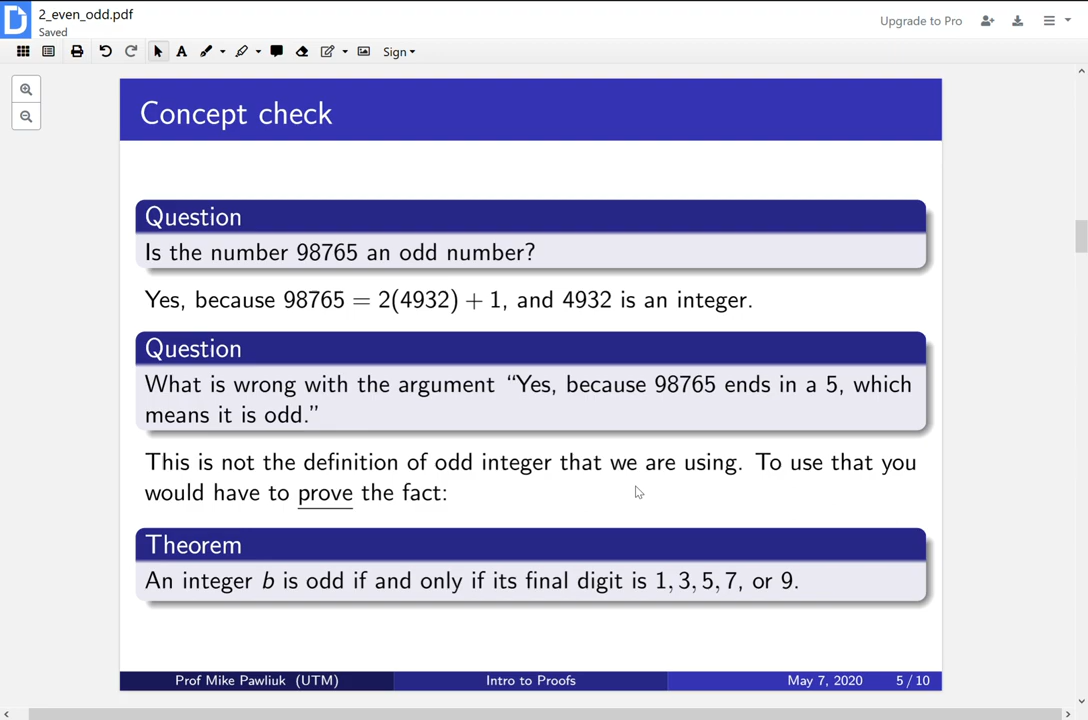 2_even_odd.pdf
Saved
Upgrade to Pro
A
Sign
Concept check
Question
Is the number 98765 an odd number?
Yes, because 98765 = 2(4932) + 1, and 4932 is an integer.
Question
What is wrong with the argument “Yes, because 98765 ends in a 5, which
means it is odd.”
This is not the definition of odd integer that we are using. To use that you
would have to prove the fact:
Theorem
An integer b is odd if and only if its final digit is 1, 3, 5, 7, or 9.
Prof Mike Pawliuk (UTM) Intro to Proofs May 7, 2020 5 / 10